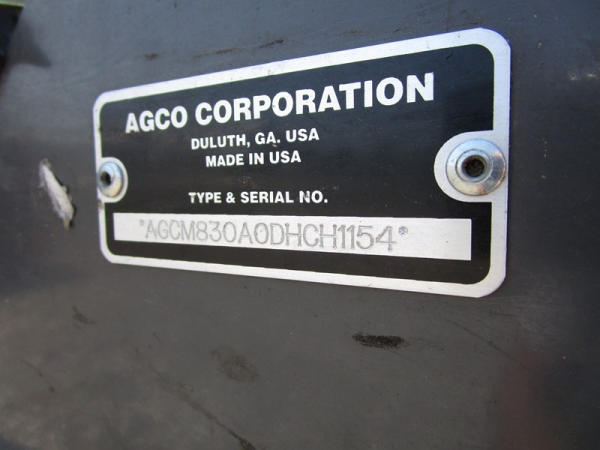 AGCO CORPORATION
DULUTH, GA. USA
MADE IN USA
TYPE & SERIAL NO.
*AGCM830A0DHCH1154*